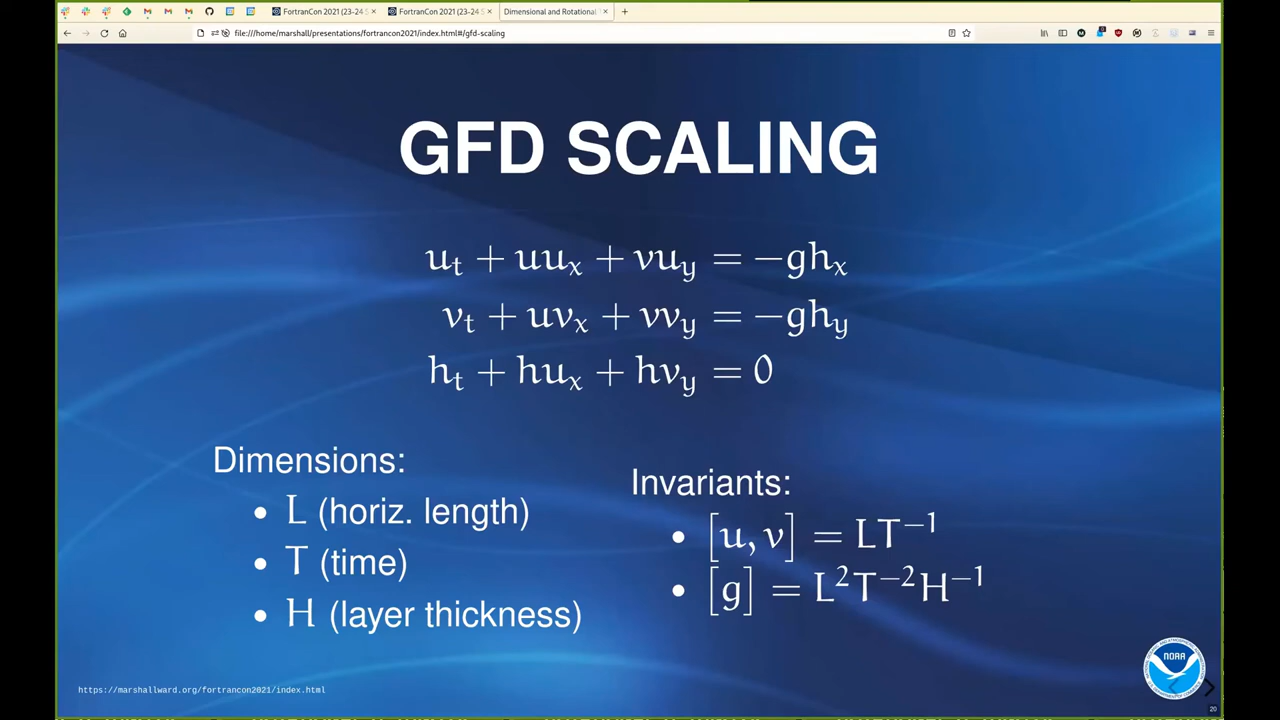 FortranCon 2021 (23-24 S
FortranCon 2021 (23-24 S
Dimensional and Rotational
file:///home/marshall/presentations/fortrancon2021/index.html#/gfd-scaling
GFD SCALING
u_t + uu_x + vu_y = −gh_x
v_t + uv_x + vv_y = −gh_y
h_t + hu_x + hv_y = 0
Dimensions:
• L (horiz. length)
• T (time)
• H (layer thickness)
Invariants:
• [u, v] = LT⁻¹
• [g] = L²T⁻²H⁻¹
NOAA
https://marshallward.org/fortrancon2021/index.html
20